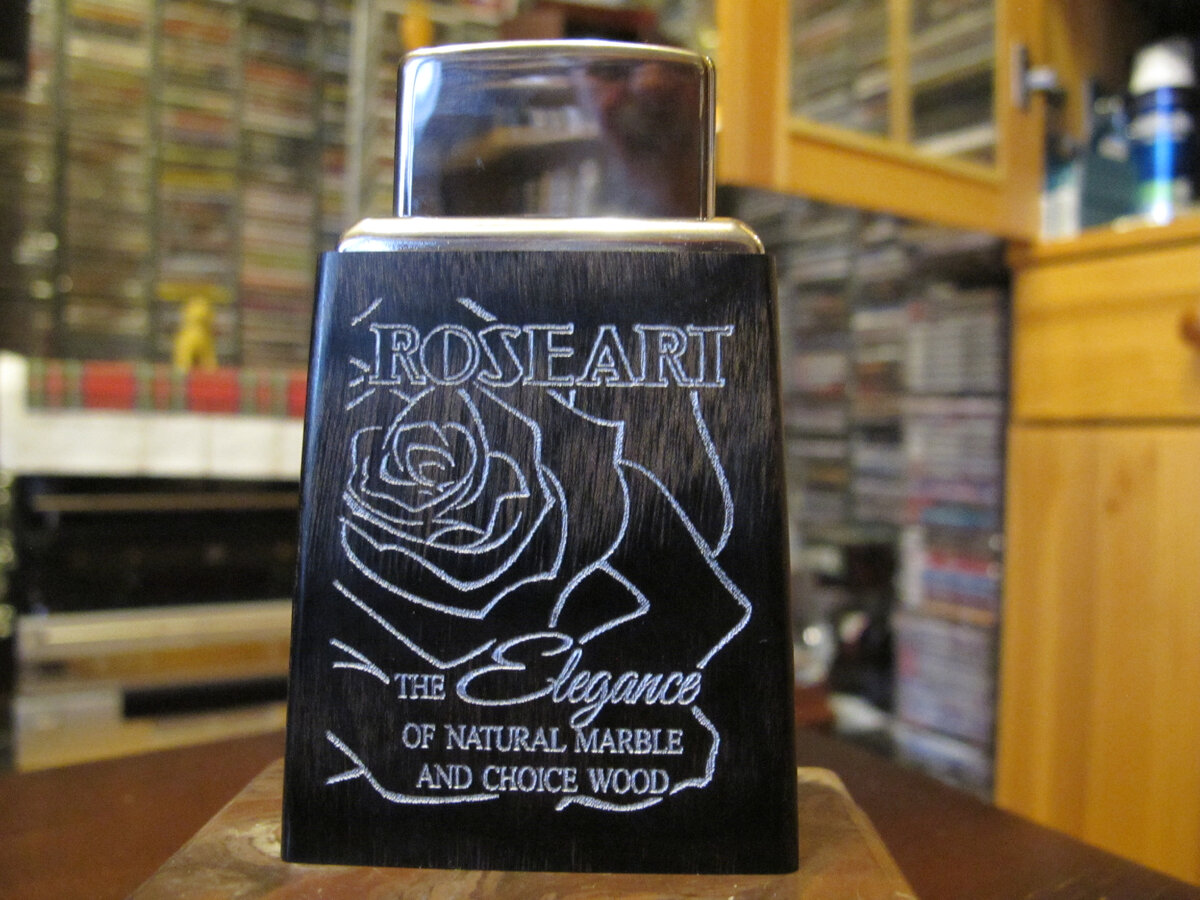 ROSEART
THE Elegance
OF NATURAL MARBLE
AND CHOICE WOOD